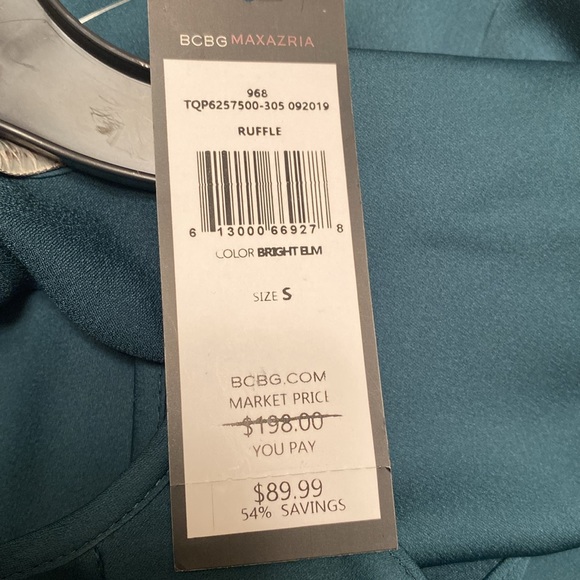 BCBG MAXAZRIA
968
TQP6257500-305 092019
RUFFLE
6 13000 66927 8
COLOR BRIGHT ELM
SIZE S
BCBG.COM
MARKET PRICE
$198.00
YOU PAY
$89.99
54% SAVINGS